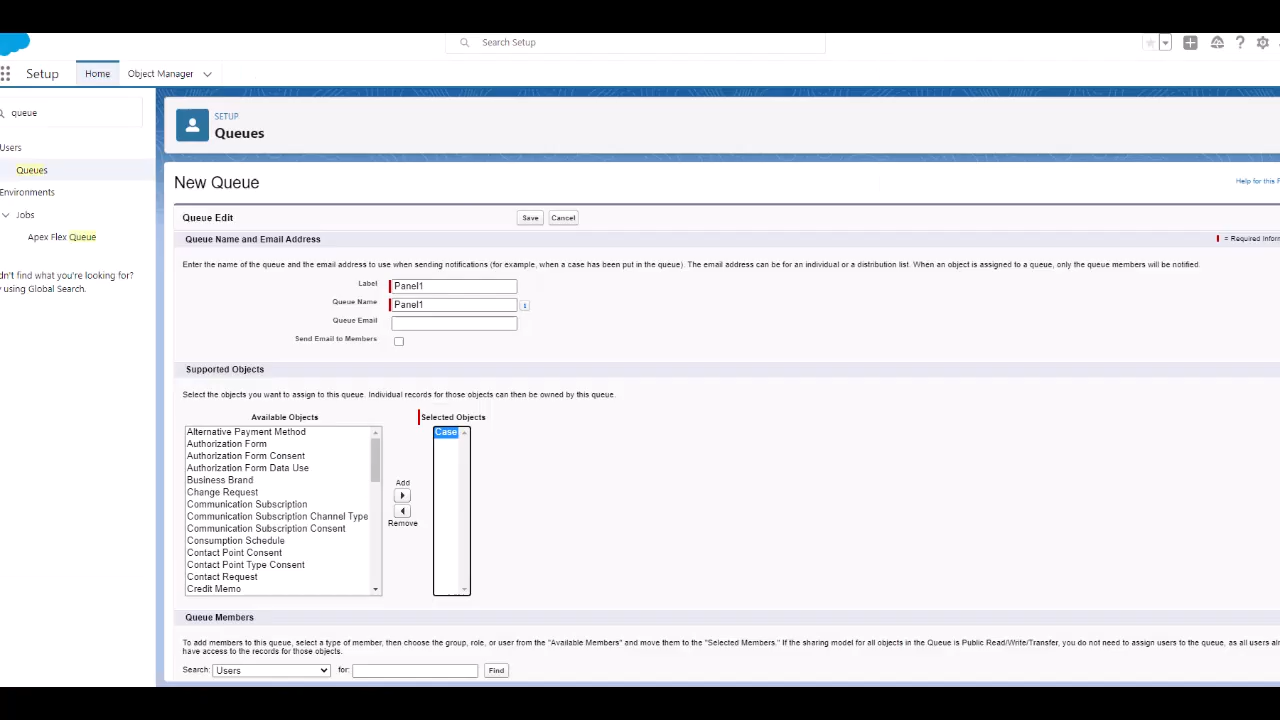 Search Setup
Setup
Home
Object Manager
queue
Users
Queues
Environments
Jobs
Apex Flex Queue
dn't find what you're looking for?
using Global Search.
SETUP
Queues
New Queue
Help for this
Queue Edit
Save
Cancel
Queue Name and Email Address
= Required
Enter the name of the queue and the email address to use when sending notifications (for example, when a case has been put in the queue). The email address can be for an individual or a distribution list. When an object is assigned to a queue, only the queue members will be notified.
Label
Panel1
Queue Name
Panel1
i
Queue Email
Send Email to Members
Supported Objects
Select the objects you want to assign to this queue. Individual records for those objects can then be owned by this queue.
Available Objects
Selected Objects
Alternative Payment Method
Authorization Form
Authorization Form Consent
Authorization Form Data Use
Business Brand
Change Request
Communication Subscription
Communication Subscription Channel Type
Communication Subscription Consent
Consumption Schedule
Contact Point Consent
Contact Point Type Consent
Contact Request
Credit Memo
Add
Remove
Case
Queue Members
To add members to this queue, select a type of member, then choose the group, role, or user from the "Available Members" and move them to the "Selected Members." If the sharing model for all objects in the Queue is Public Read/Write/Transfer, you do not need to assign users to the queue, as all users
have access to the records for those objects.
Search:
Users
for:
Find